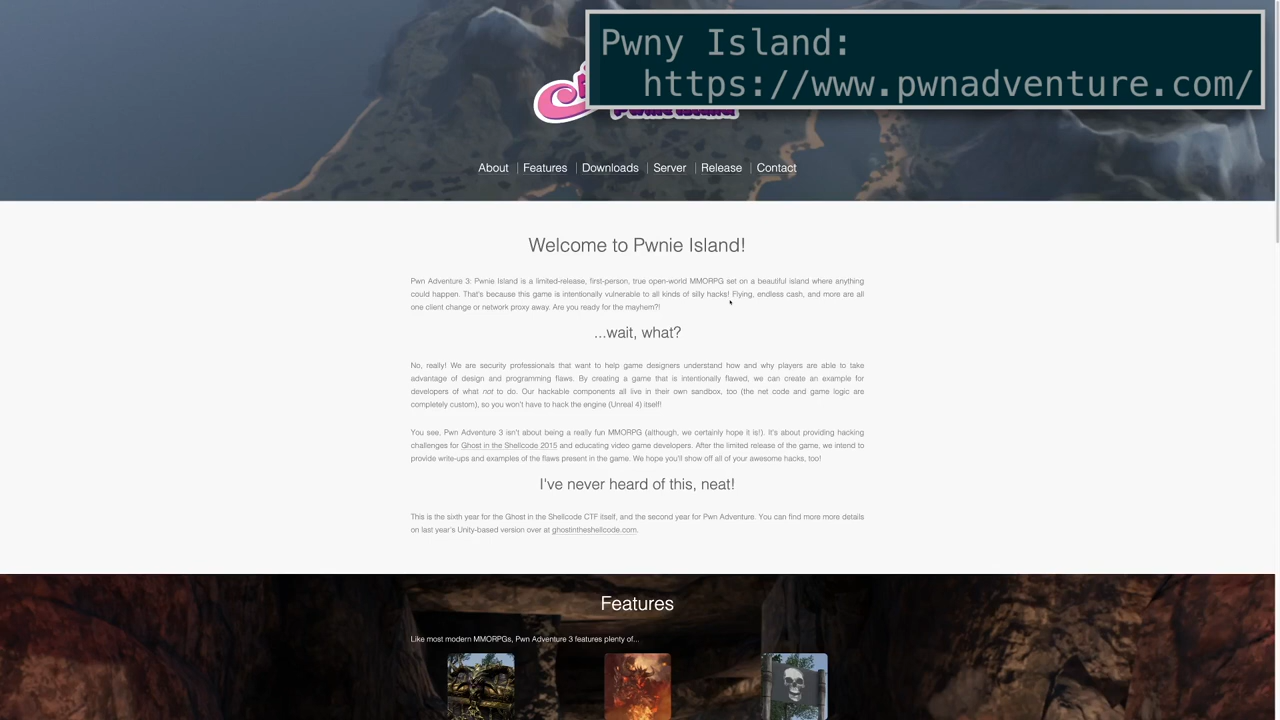 Pwny Island:
https://www.pwnadventure.com/
Pwnie Island
About | Features | Downloads | Server | Release | Contact
Welcome to Pwnie Island!
Pwn Adventure 3: Pwnie Island is a limited-release, first-person, true open-world MMORPG set on a beautiful island where anything
could happen. That's because this game is intentionally vulnerable to all kinds of silly hacks! Flying, endless cash, and more are all
one client change or network proxy away. Are you ready for the mayhem?!
...wait, what?
No, really! We are security professionals that want to help game designers understand how and why players are able to take
advantage of design and programming flaws. By creating a game that is intentionally flawed, we can create an example for
developers of what not to do. Our hackable components all live in their own sandbox, too (the net code and game logic are
completely custom), so you won't have to hack the engine (Unreal 4) itself!
You see, Pwn Adventure 3 isn't about being a really fun MMORPG (although, we certainly hope it is!). It's about providing hacking
challenges for Ghost in the Shellcode 2015 and educating video game developers. After the limited release of the game, we intend to
provide write-ups and examples of the flaws present in the game. We hope you'll show off all of your awesome hacks, too!
I've never heard of this, neat!
This is the sixth year for the Ghost in the Shellcode CTF itself, and the second year for Pwn Adventure. You can find more more details
on last year's Unity-based version over at ghostintheshellcode.com.
Features
Like most modern MMORPGs, Pwn Adventure 3 features plenty of...